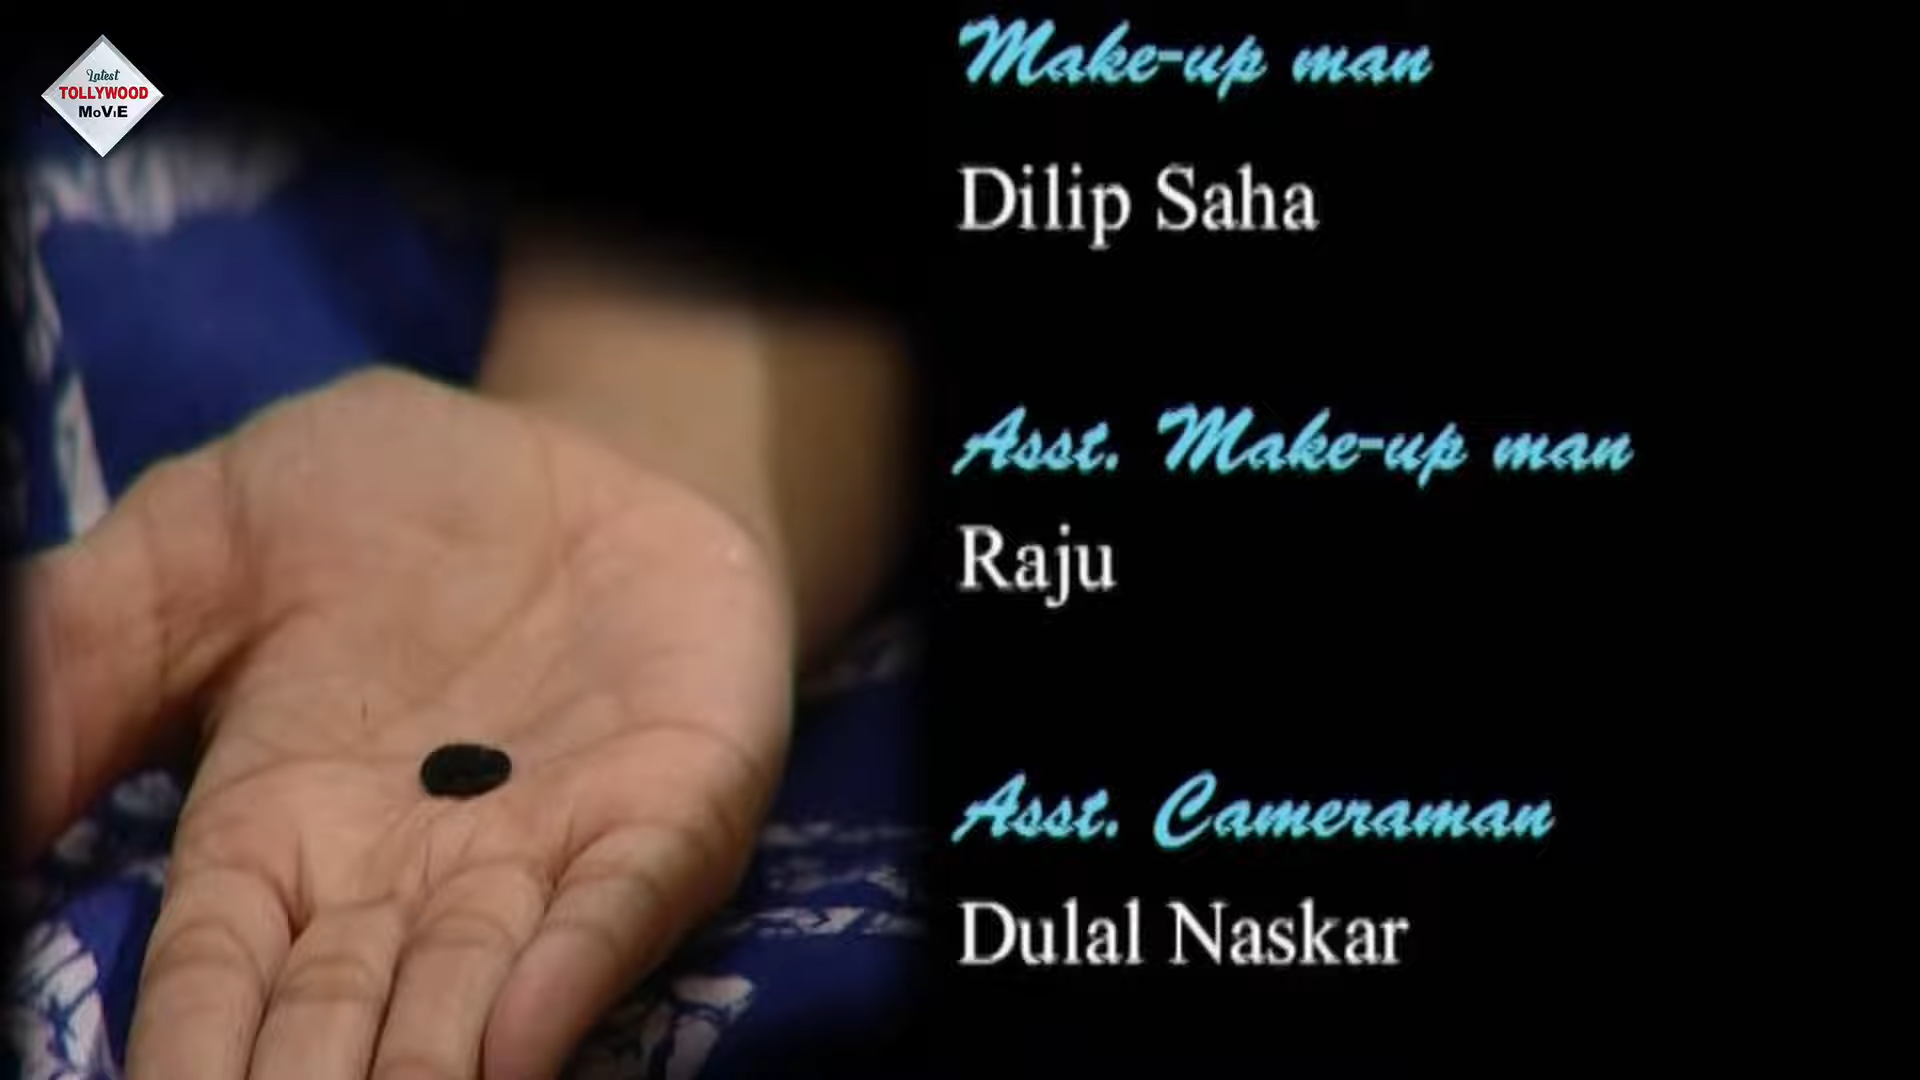 Latest
TOLLYWOOD
MoViE
Make-up man
Dilip Saha
Asst. Make-up man
Raju
Asst. Cameraman
Dulal Naskar